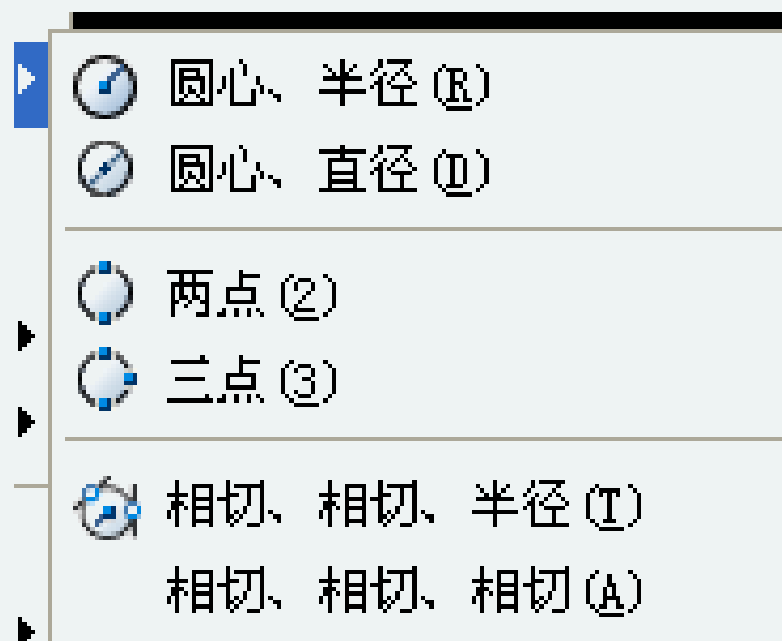 圆心、半径(R)
圆心、直径(D)
两点(2)
三点(3)
相切、相切、半径(T)
相切、相切、相切(A)